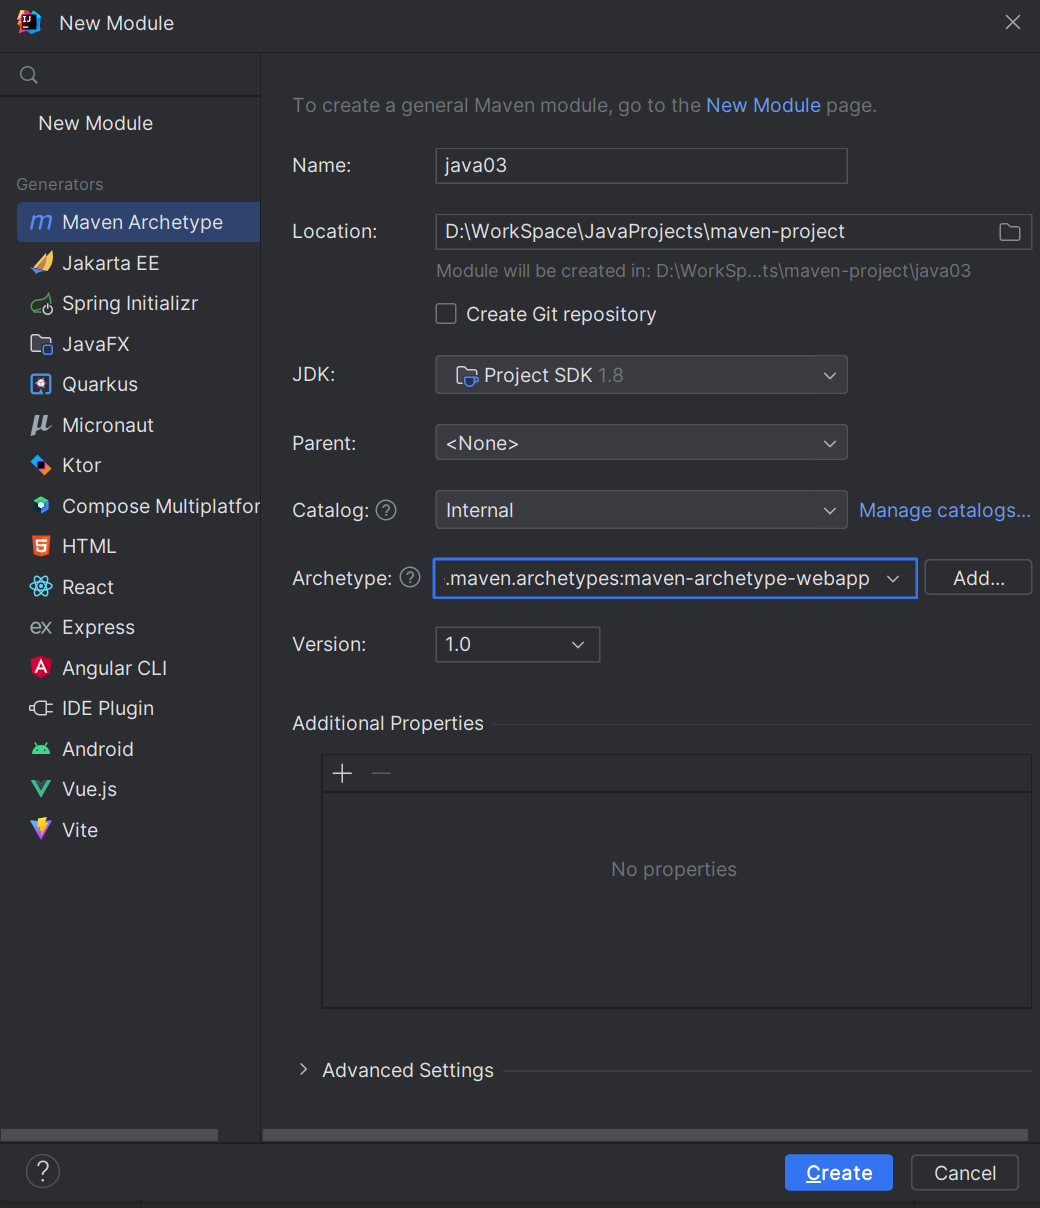 New Module
New Module
Generators
Maven Archetype
Jakarta EE
Spring Initializr
JavaFX
Quarkus
Micronaut
Ktor
Compose Multiplatfor
HTML
React
Express
Angular CLI
IDE Plugin
Android
Vue.js
Vite
To create a general Maven module, go to the New Module page.
Name: java03
Location: D:\WorkSpace\JavaProjects\maven-project
Module will be created in: D:\WorkSp...ts\maven-project\java03
Create Git repository
JDK: Project SDK 1.8
Parent: <None>
Catalog: ? Internal Manage catalogs...
Archetype: ? .maven.archetypes:maven-archetype-webapp Add...
Version: 1.0
Additional Properties
No properties
Advanced Settings
? Create Cancel